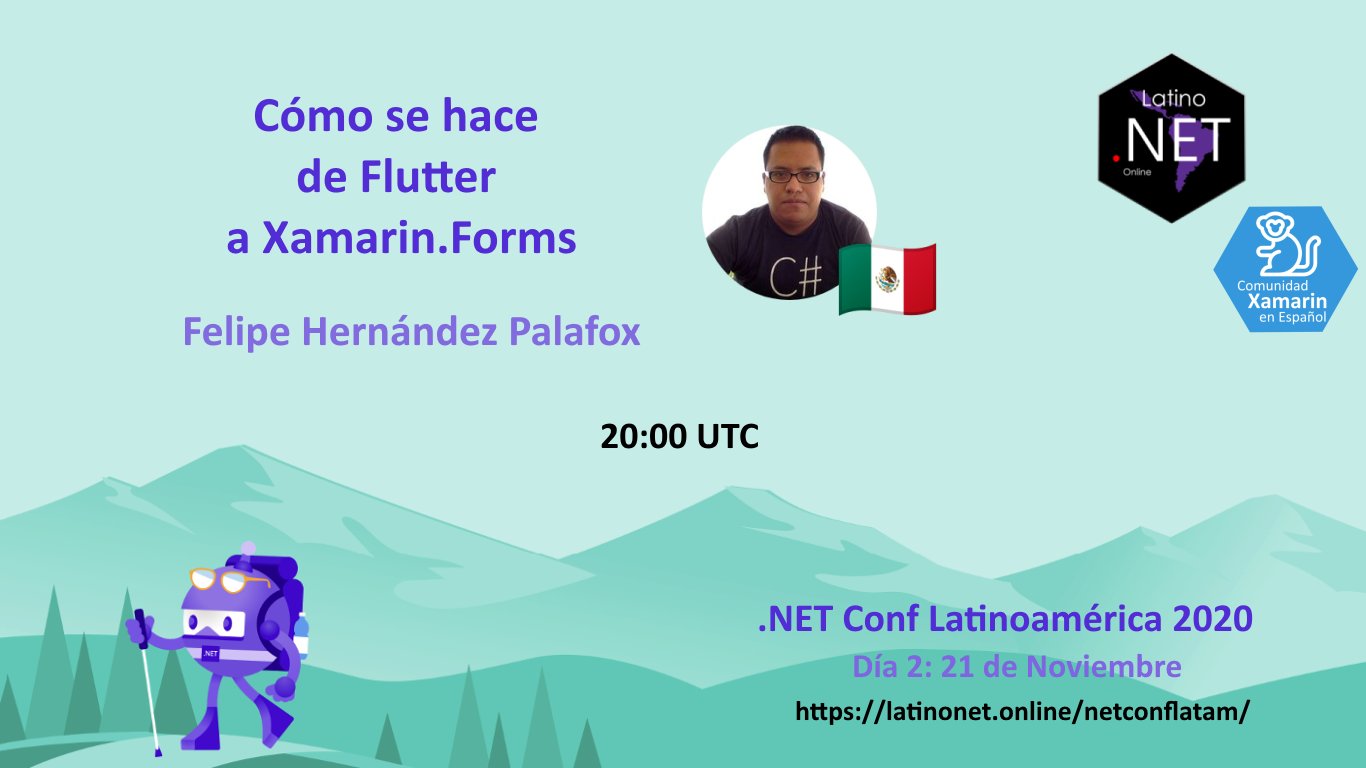 Cómo se hace
de Flutter
a Xamarin.Forms
Felipe Hernández Palafox
C#
Latino
.NET
Online
Comunidad
Xamarin
en Español
20:00 UTC
.NET
.NET Conf Latinoamérica 2020
Día 2: 21 de Noviembre
https://latinonet.online/netconflatam/